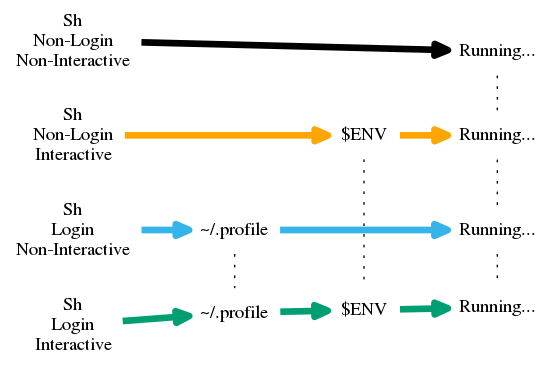 Sh
Non-Login
Non-Interactive
Running...
Sh
Non-Login
Interactive
$ENV
Running...
Sh
Login
Non-Interactive
~/.profile
Running...
Sh
Login
Interactive
~/.profile
$ENV
Running...